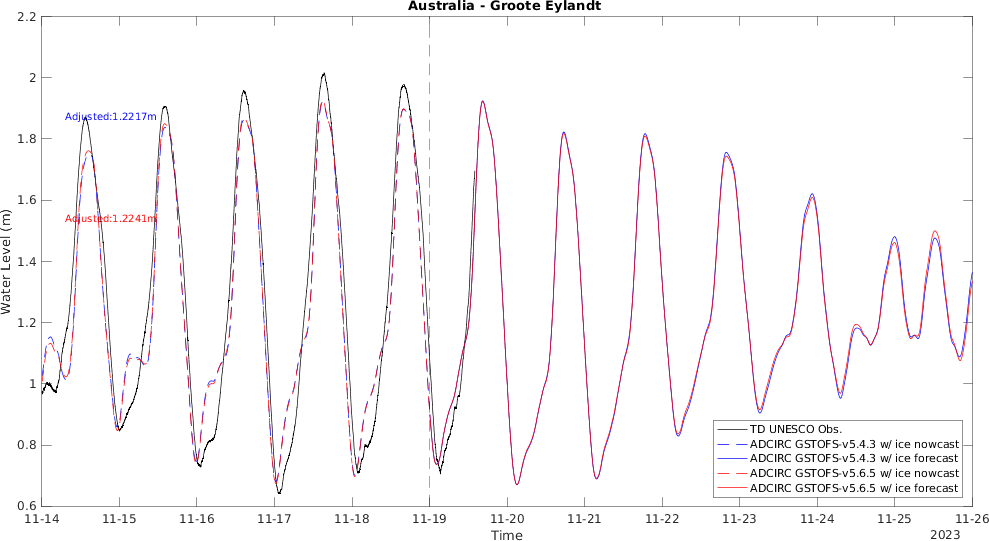 Australia - Groote Eylandt
2.2
2
1.8
1.6
1.4
1.2
1
0.8
0.6
Water Level (m)
Adjusted:1.2217m
Adjusted:1.2241m
TD UNESCO Obs.
ADCIRC GSTOFS-v5.4.3 w/ ice nowcast
ADCIRC GSTOFS-v5.4.3 w/ ice forecast
ADCIRC GSTOFS-v5.6.5 w/ ice nowcast
ADCIRC GSTOFS-v5.6.5 w/ ice forecast
11-14 11-15 11-16 11-17 11-18 11-19 11-20 11-21 11-22 11-23 11-24 11-25 11-26
Time
2023